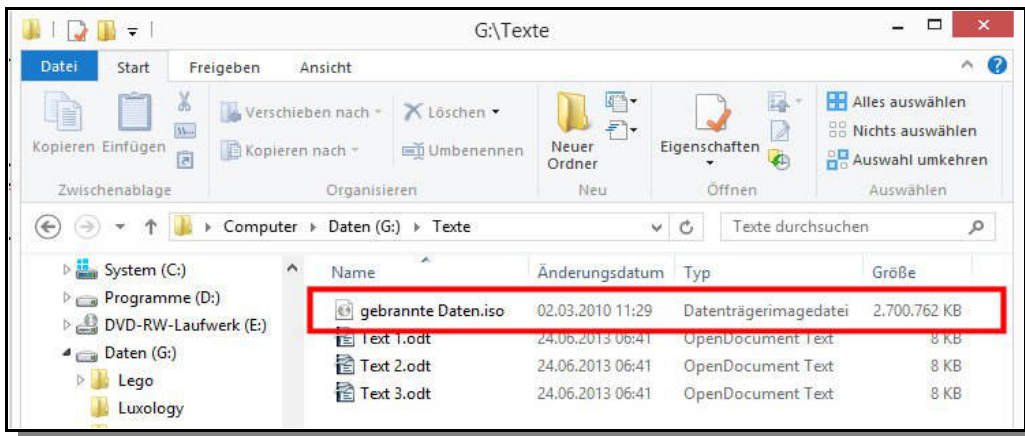 G:\Texte
Datei Start Freigeben Ansicht
Kopieren Einfügen
Verschieben nach
Kopieren nach
Löschen
Umbenennen
Neuer
Ordner
Eigenschaften
Alles auswählen
Nichts auswählen
Auswahl umkehren
Zwischenablage Organisieren Neu Öffnen Auswählen
Computer Daten (G:) Texte Texte durchsuchen
System (C:)
Programme (D:)
DVD-RW-Laufwerk (E:)
Daten (G:)
Lego
Luxology
Name Änderungsdatum Typ Größe
gebrannte Daten.iso 02.03.2010 11:29 Datenträgerimagedatei 2.700.762 KB
Text 1.odt 24.06.2013 06:41 OpenDocument Text 8 KB
Text 2.odt 24.06.2013 06:41 OpenDocument Text 8 KB
Text 3.odt 24.06.2013 06:41 OpenDocument Text 8 KB